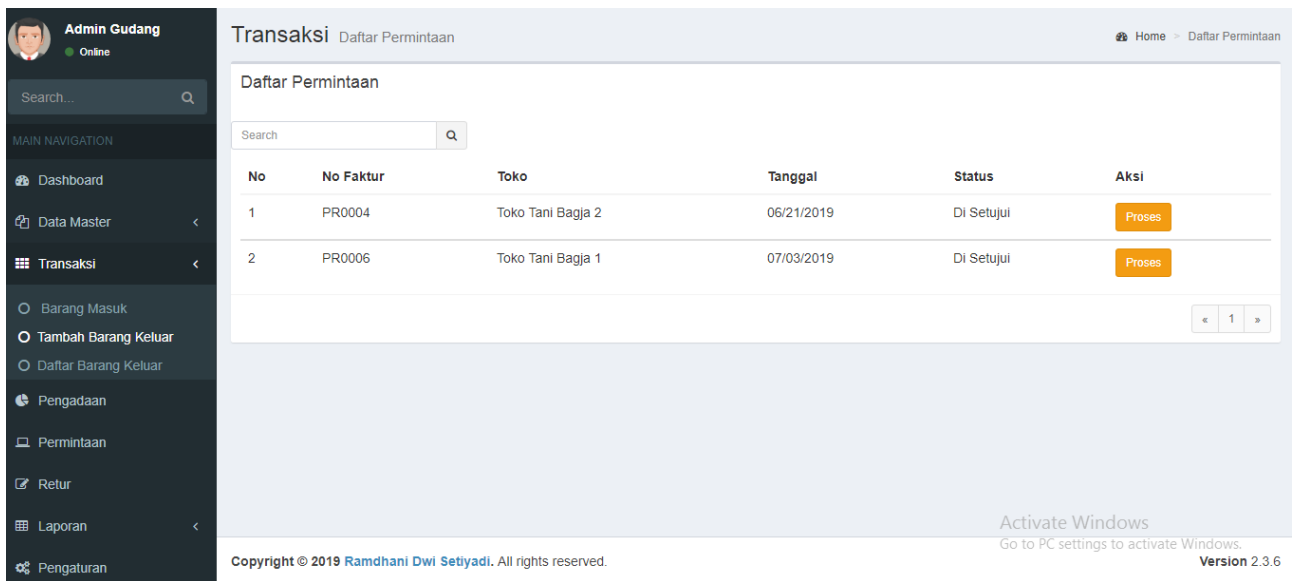 Admin Gudang
Online
Search...
MAIN NAVIGATION
Dashboard
Data Master
Transaksi
Barang Masuk
Tambah Barang Keluar
Daftar Barang Keluar
Pengadaan
Permintaan
Retur
Laporan
Pengaturan
Transaksi Daftar Permintaan
Home > Daftar Permintaan
Daftar Permintaan
Search
No No Faktur Toko Tanggal Status Aksi
1 PR0004 Toko Tani Bagja 2 06/21/2019 Di Setujui Proses
2 PR0006 Toko Tani Bagja 1 07/03/2019 Di Setujui Proses
« 1 »
Activate Windows
Go to PC settings to activate Windows.
Copyright © 2019 Ramdhani Dwi Setiyadi. All rights reserved.
Version 2.3.6